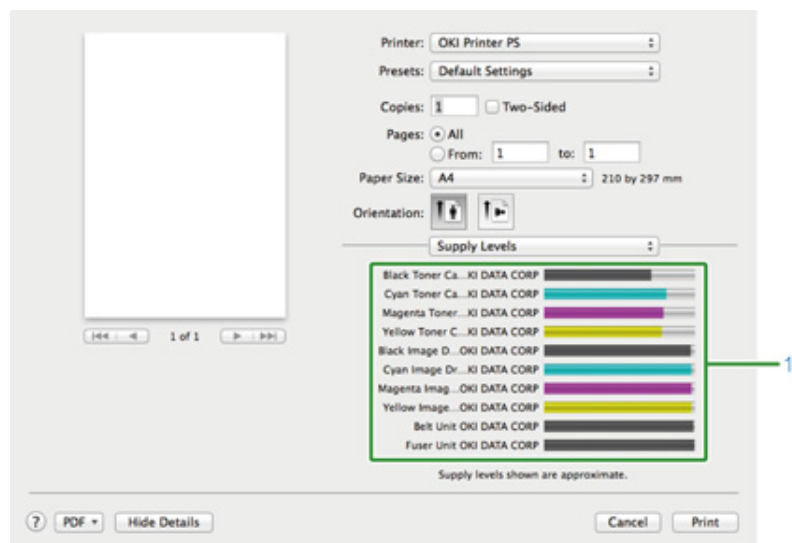 Printer: OKI Printer PS
Presets: Default Settings
Copies: 1 Two-Sided
Pages: All
From: 1 to: 1
Paper Size: A4 210 by 297 mm
Orientation:
Supply Levels
Black Toner Ca...KI DATA CORP
Cyan Toner Ca...KI DATA CORP
Magenta Toner...KI DATA CORP
Yellow Toner C...KI DATA CORP
Black Image D...OKI DATA CORP
Cyan Image Dr...KI DATA CORP
Magenta Imag...OKI DATA CORP
Yellow Image...OKI DATA CORP
Belt Unit OKI DATA CORP
Fuser Unit OKI DATA CORP
1
1 of 1
Supply levels shown are approximate.
? PDF Hide Details Cancel Print